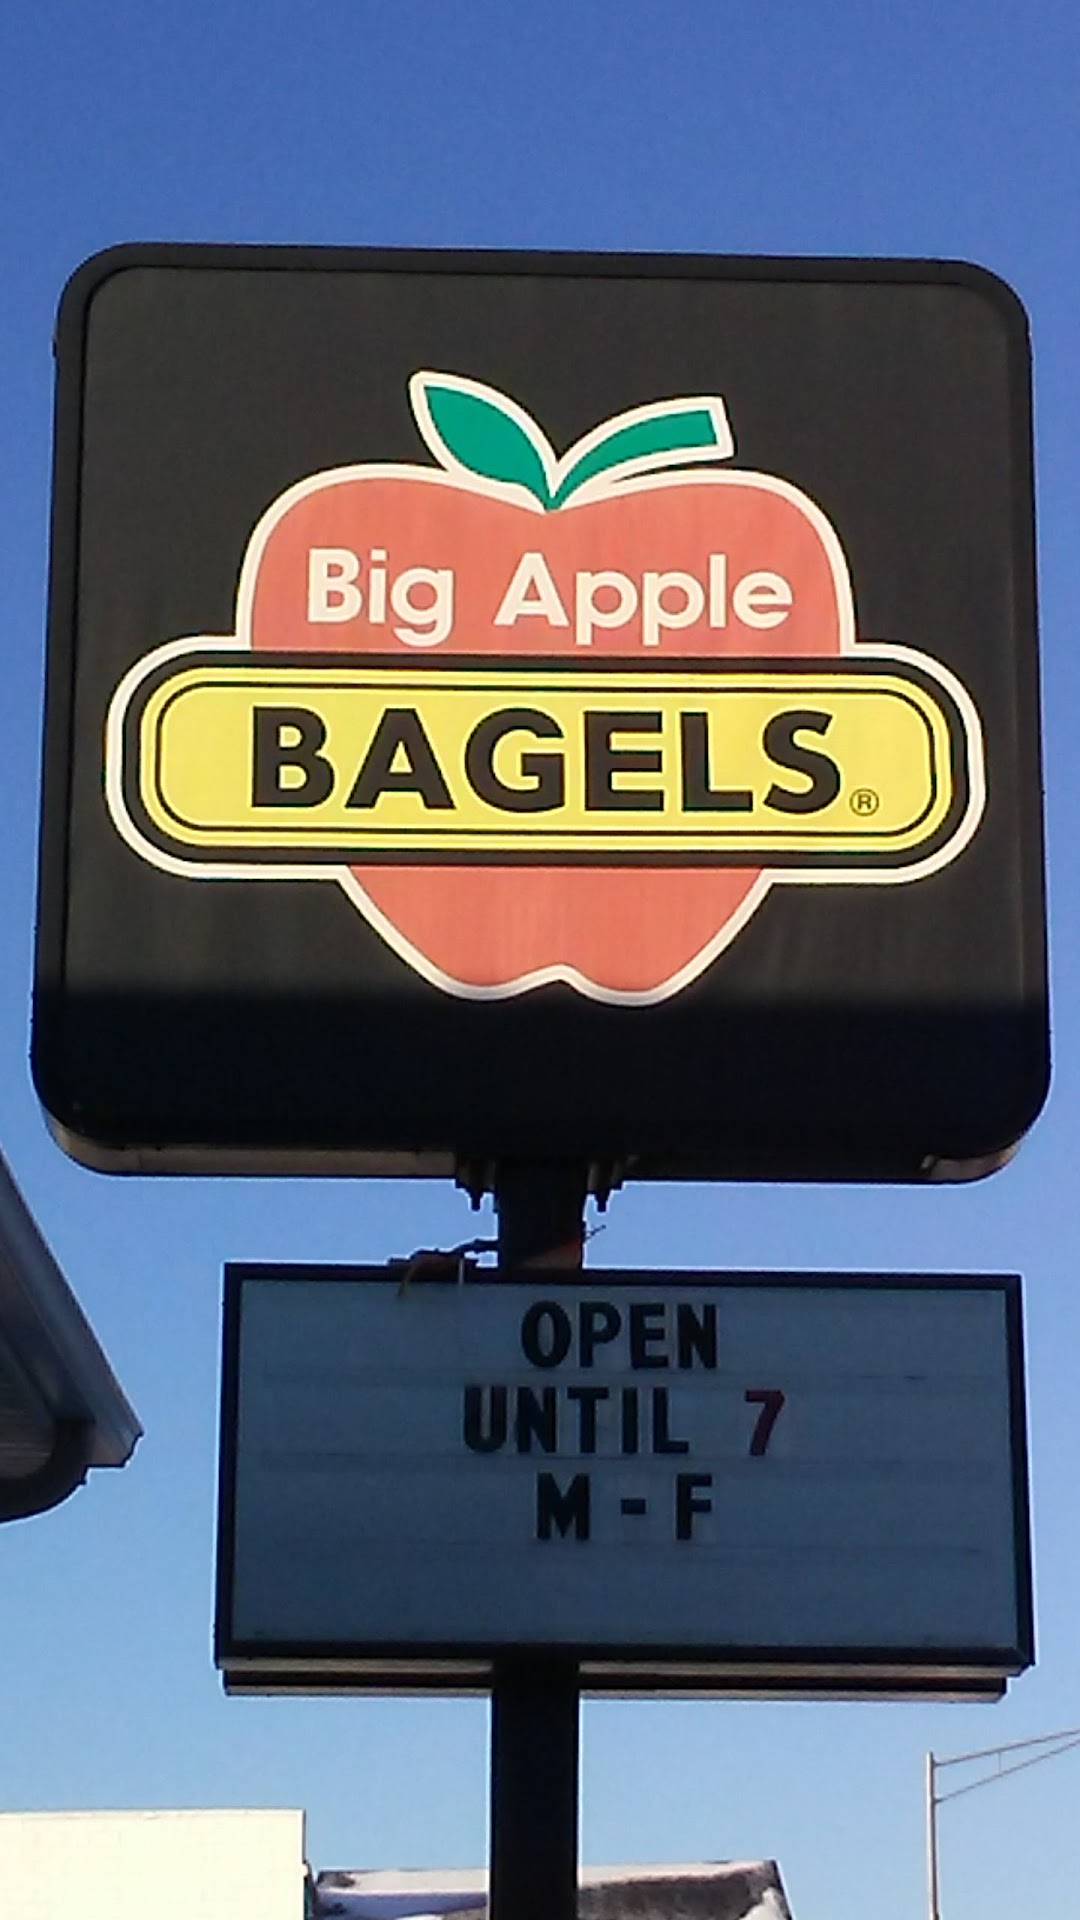 Big Apple
BAGELS®
OPEN
UNTIL 7
M - F